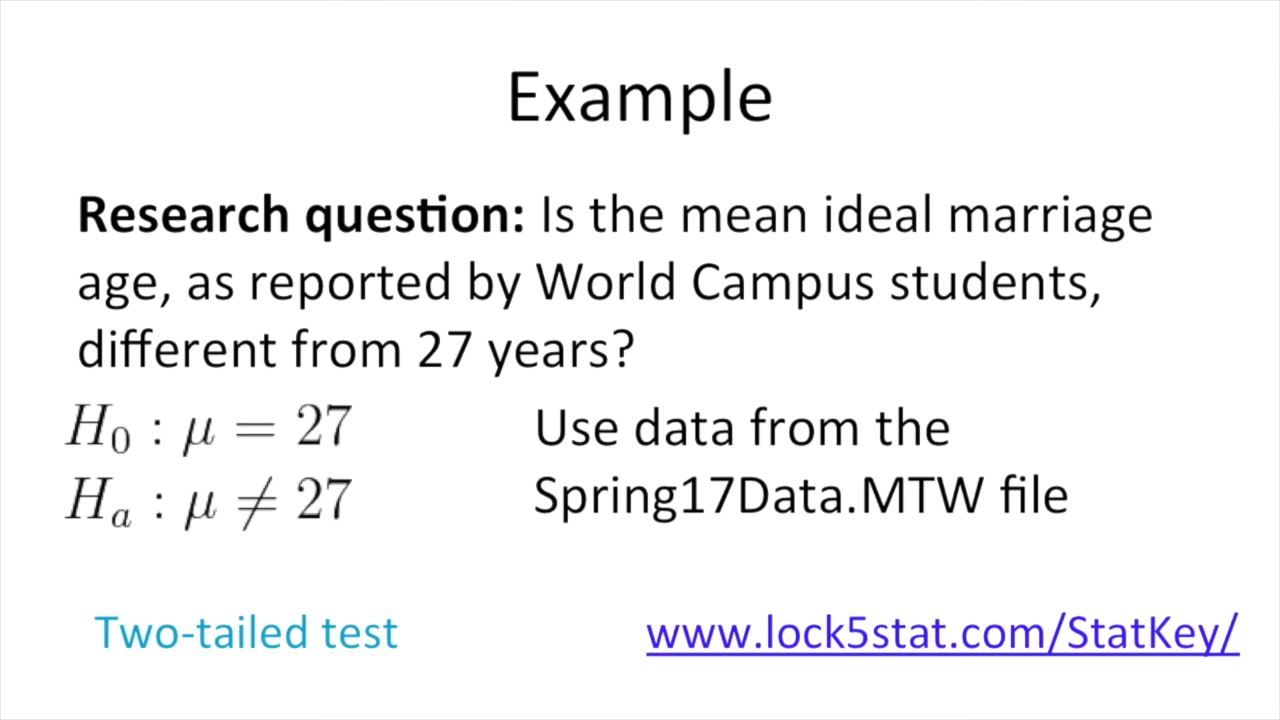 Example
Research question: Is the mean ideal marriage
age, as reported by World Campus students,
different from 27 years?
H₀ : μ = 27
Hₐ : μ ≠ 27
Use data from the
Spring17Data.MTW file
Two-tailed test
www.lock5stat.com/StatKey/